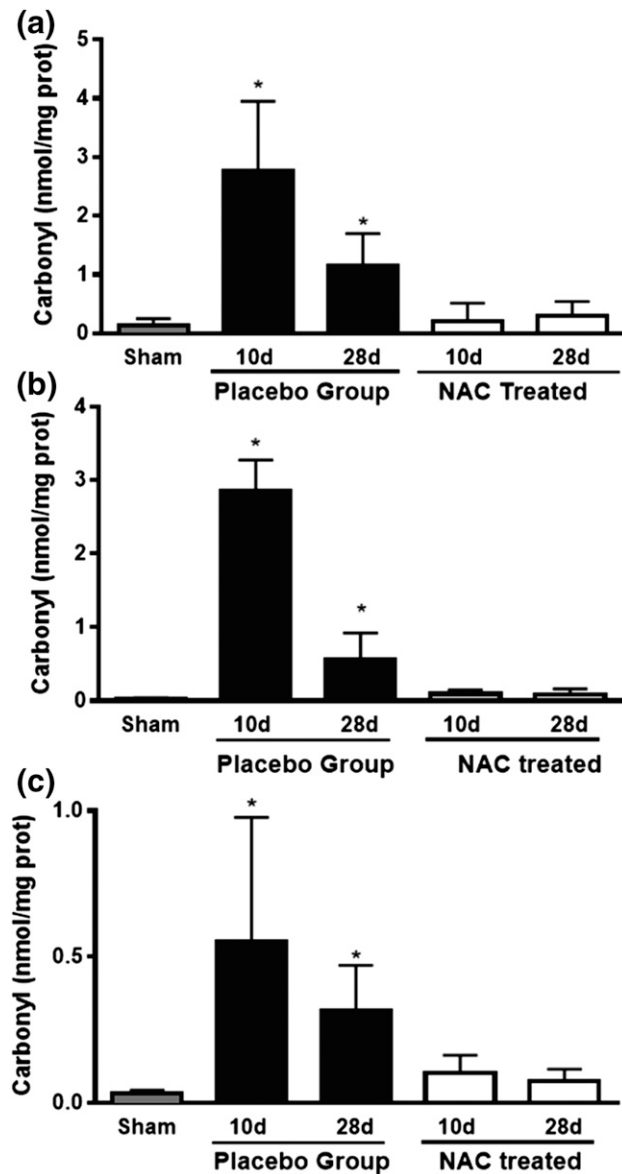 (a)
Carbonyl (nmol/mg prot)
5
4
3
2
1
0
*
*
Sham 10d 28d 10d 28d
Placebo Group NAC Treated
(b)
Carbonyl (nmol/mg prot)
4
3
2
1
0
*
*
Sham 10d 28d 10d 28d
Placebo Group NAC treated
(c)
Carbonyl (nmol/mg prot)
1.0
0.5
0.0
*
*
Sham 10d 28d 10d 28d
Placebo Group NAC treated